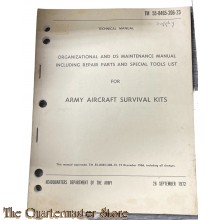 TM 55-8465-206-23
TECHNICAL MANUAL
ORGANIZATIONAL AND DS MAINTENANCE MANUAL
INCLUDING REPAIR PARTS AND SPECIAL TOOLS LIST
FOR
ARMY AIRCRAFT SURVIVAL KITS
HEADQUARTERS, DEPARTMENT OF THE ARMY
26 SEPTEMBER 1972
The Quartermaster Store